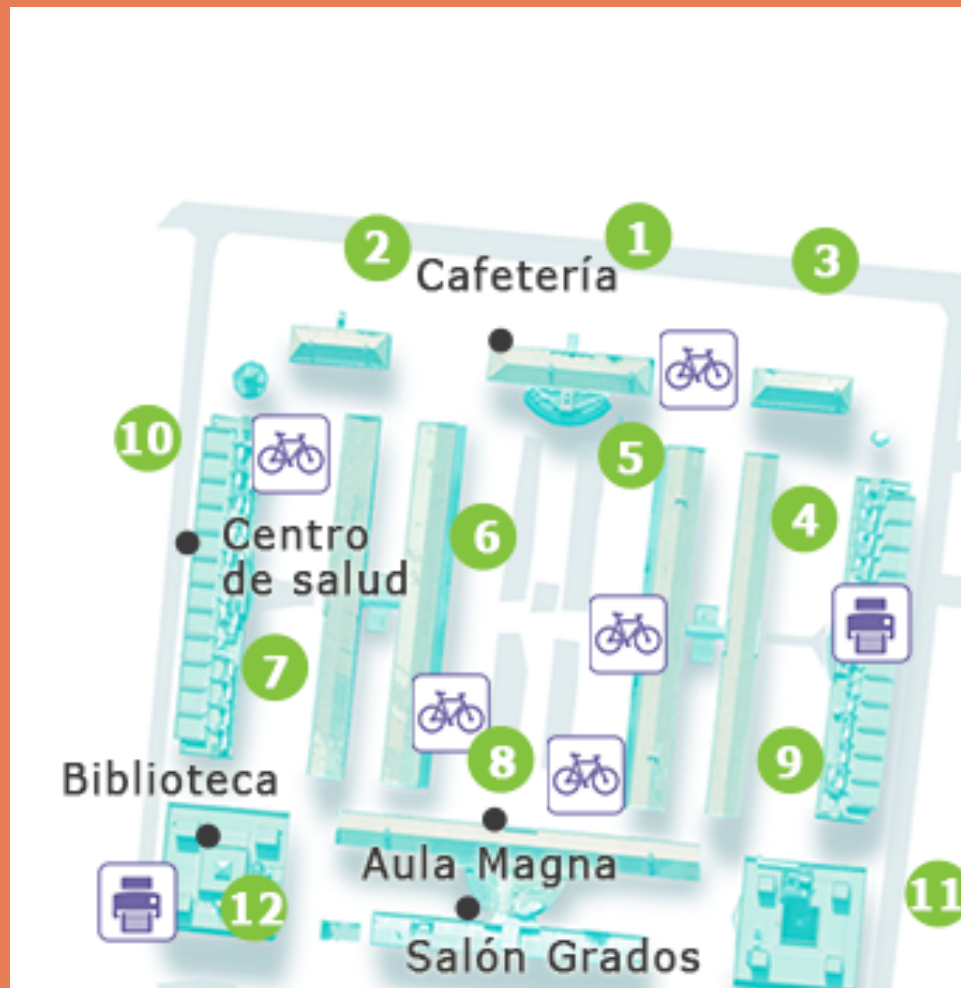 1
2
3
Cafetería
10
5
4
6
Centro
de salud
7
8
9
Biblioteca
Aula Magna
11
12
Salón Grados